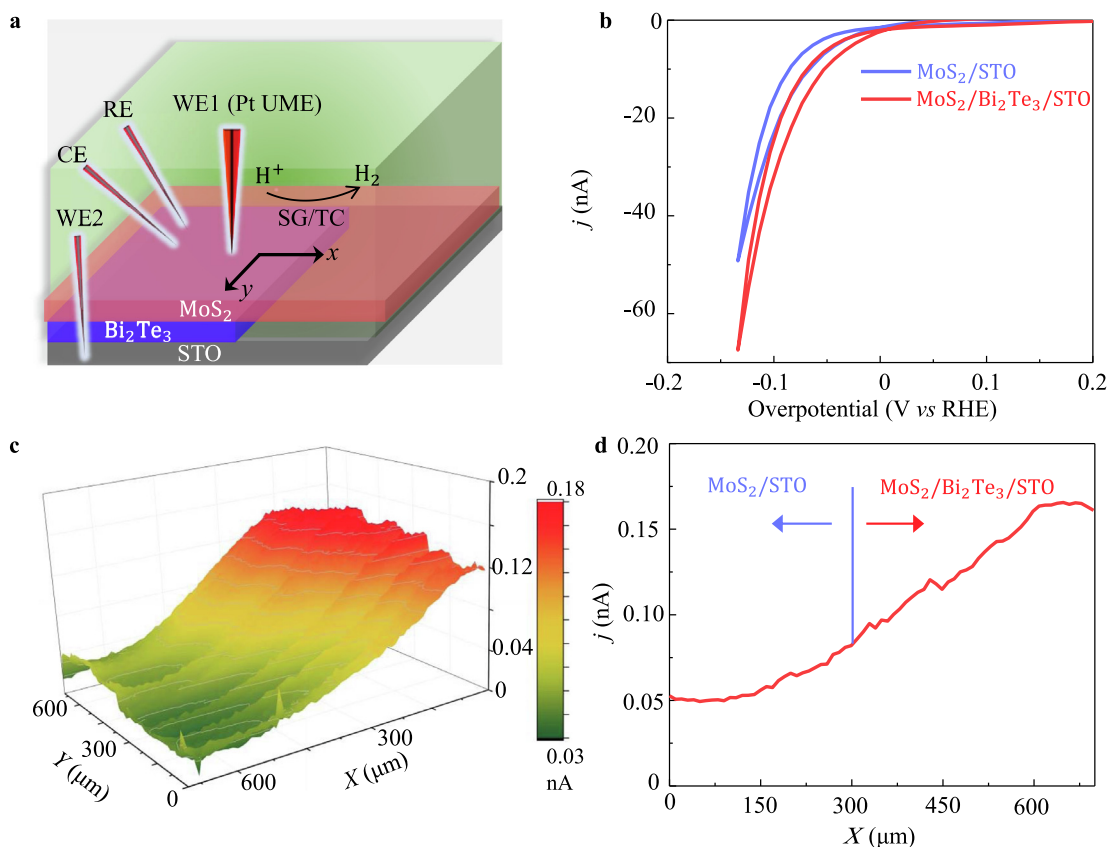 a
WE1 (Pt UME)
RE
CE
H⁺
H₂
WE2
SG/TC
x
y
MoS₂
Bi₂Te₃
STO
b
0
-20
-40
-60
j (nA)
MoS₂/STO
MoS₂/Bi₂Te₃/STO
-0.2
-0.1
0
0.1
0.2
Overpotential (V vs RHE)
c
0.2
0.12
0.04
0
0.18
0.03
nA
600
300
0
Y (μm)
600
300
X (μm)
d
0.20
0.15
0.10
0.05
0
j (nA)
MoS₂/STO
MoS₂/Bi₂Te₃/STO
0
150
300
450
600
X (μm)